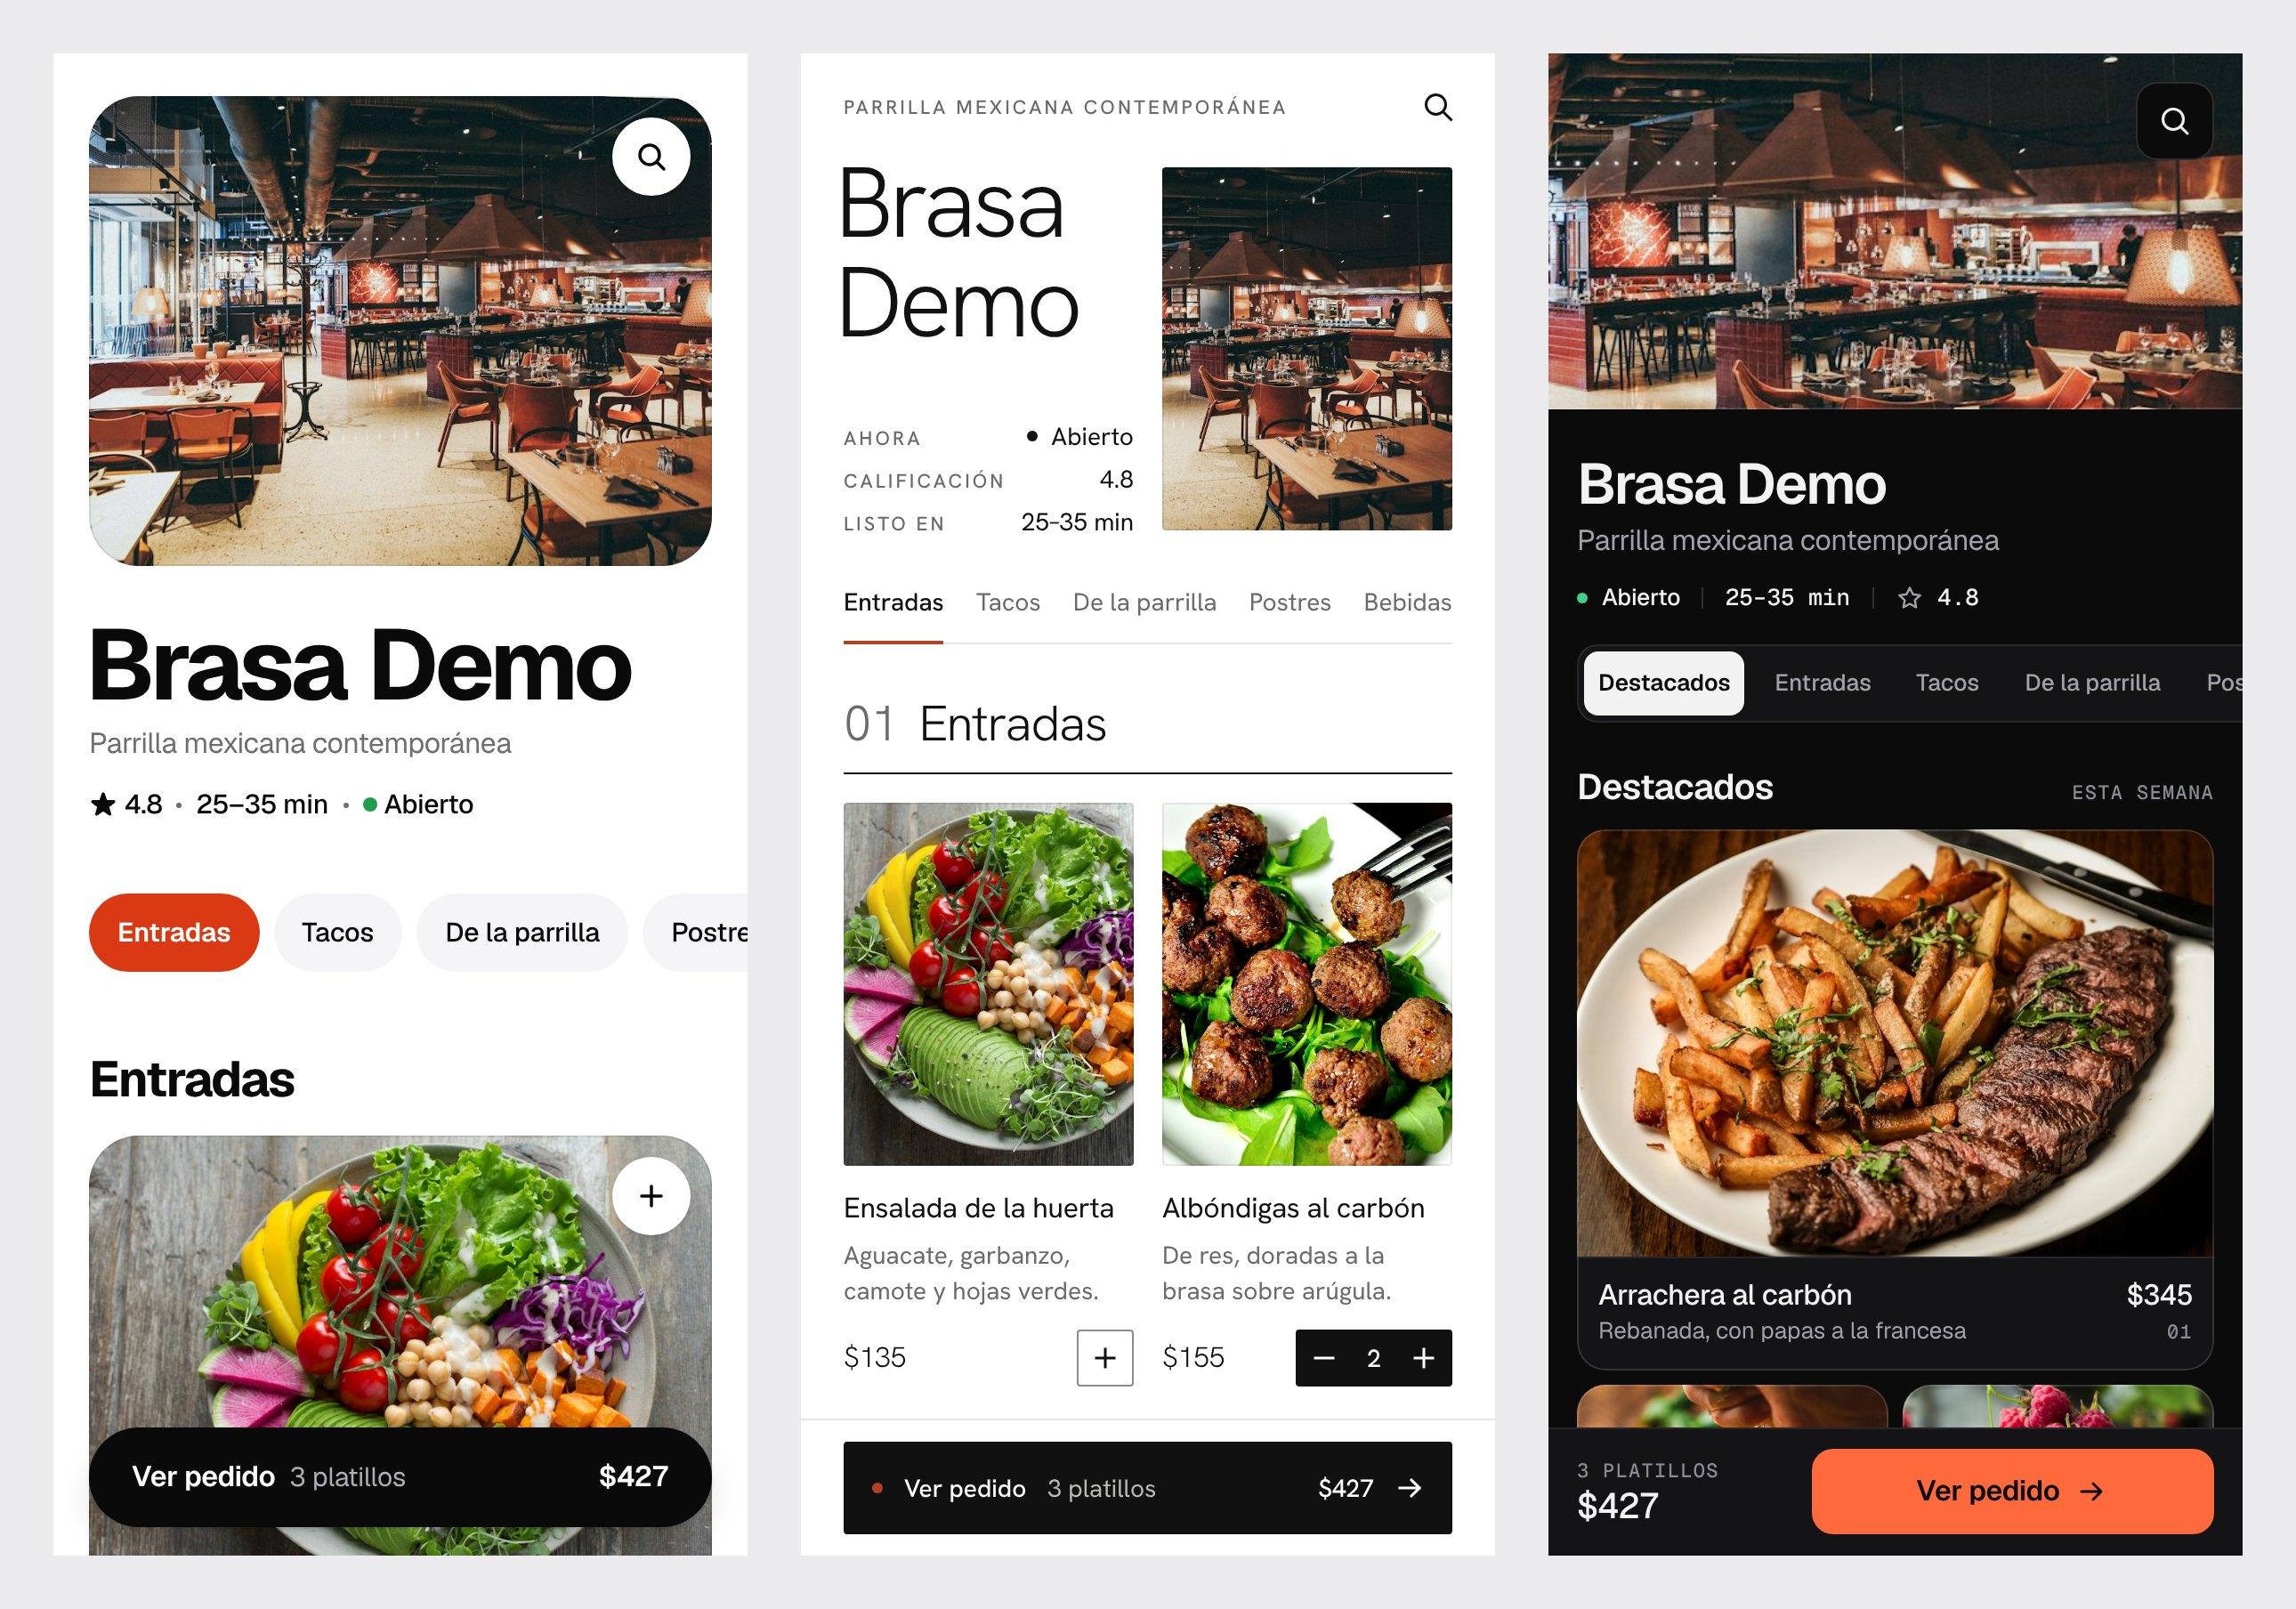 Brasa Demo
Parrilla mexicana contemporánea
4.8 • 25–35 min • Abierto
Entradas Tacos De la parrilla Postre
Entradas
Ver pedido 3 platillos $427
PARRILLA MEXICANA CONTEMPORÁNEA
Brasa
Demo
AHORA • Abierto
CALIFICACIÓN 4.8
LISTO EN 25–35 min
Entradas Tacos De la parrilla Postres Bebidas
01 Entradas
Ensalada de la huerta
Aguacate, garbanzo,
camote y hojas verdes.
$135 +
Albóndigas al carbón
De res, doradas a la
brasa sobre arúgula.
$155 − 2 +
Ver pedido 3 platillos $427 →
Brasa Demo
Parrilla mexicana contemporánea
Abierto 25–35 min 4.8
Destacados Entradas Tacos De la parrilla Pos
Destacados ESTA SEMANA
Arrachera al carbón $345
Rebanada, con papas a la francesa 01
3 PLATILLOS
$427
Ver pedido →